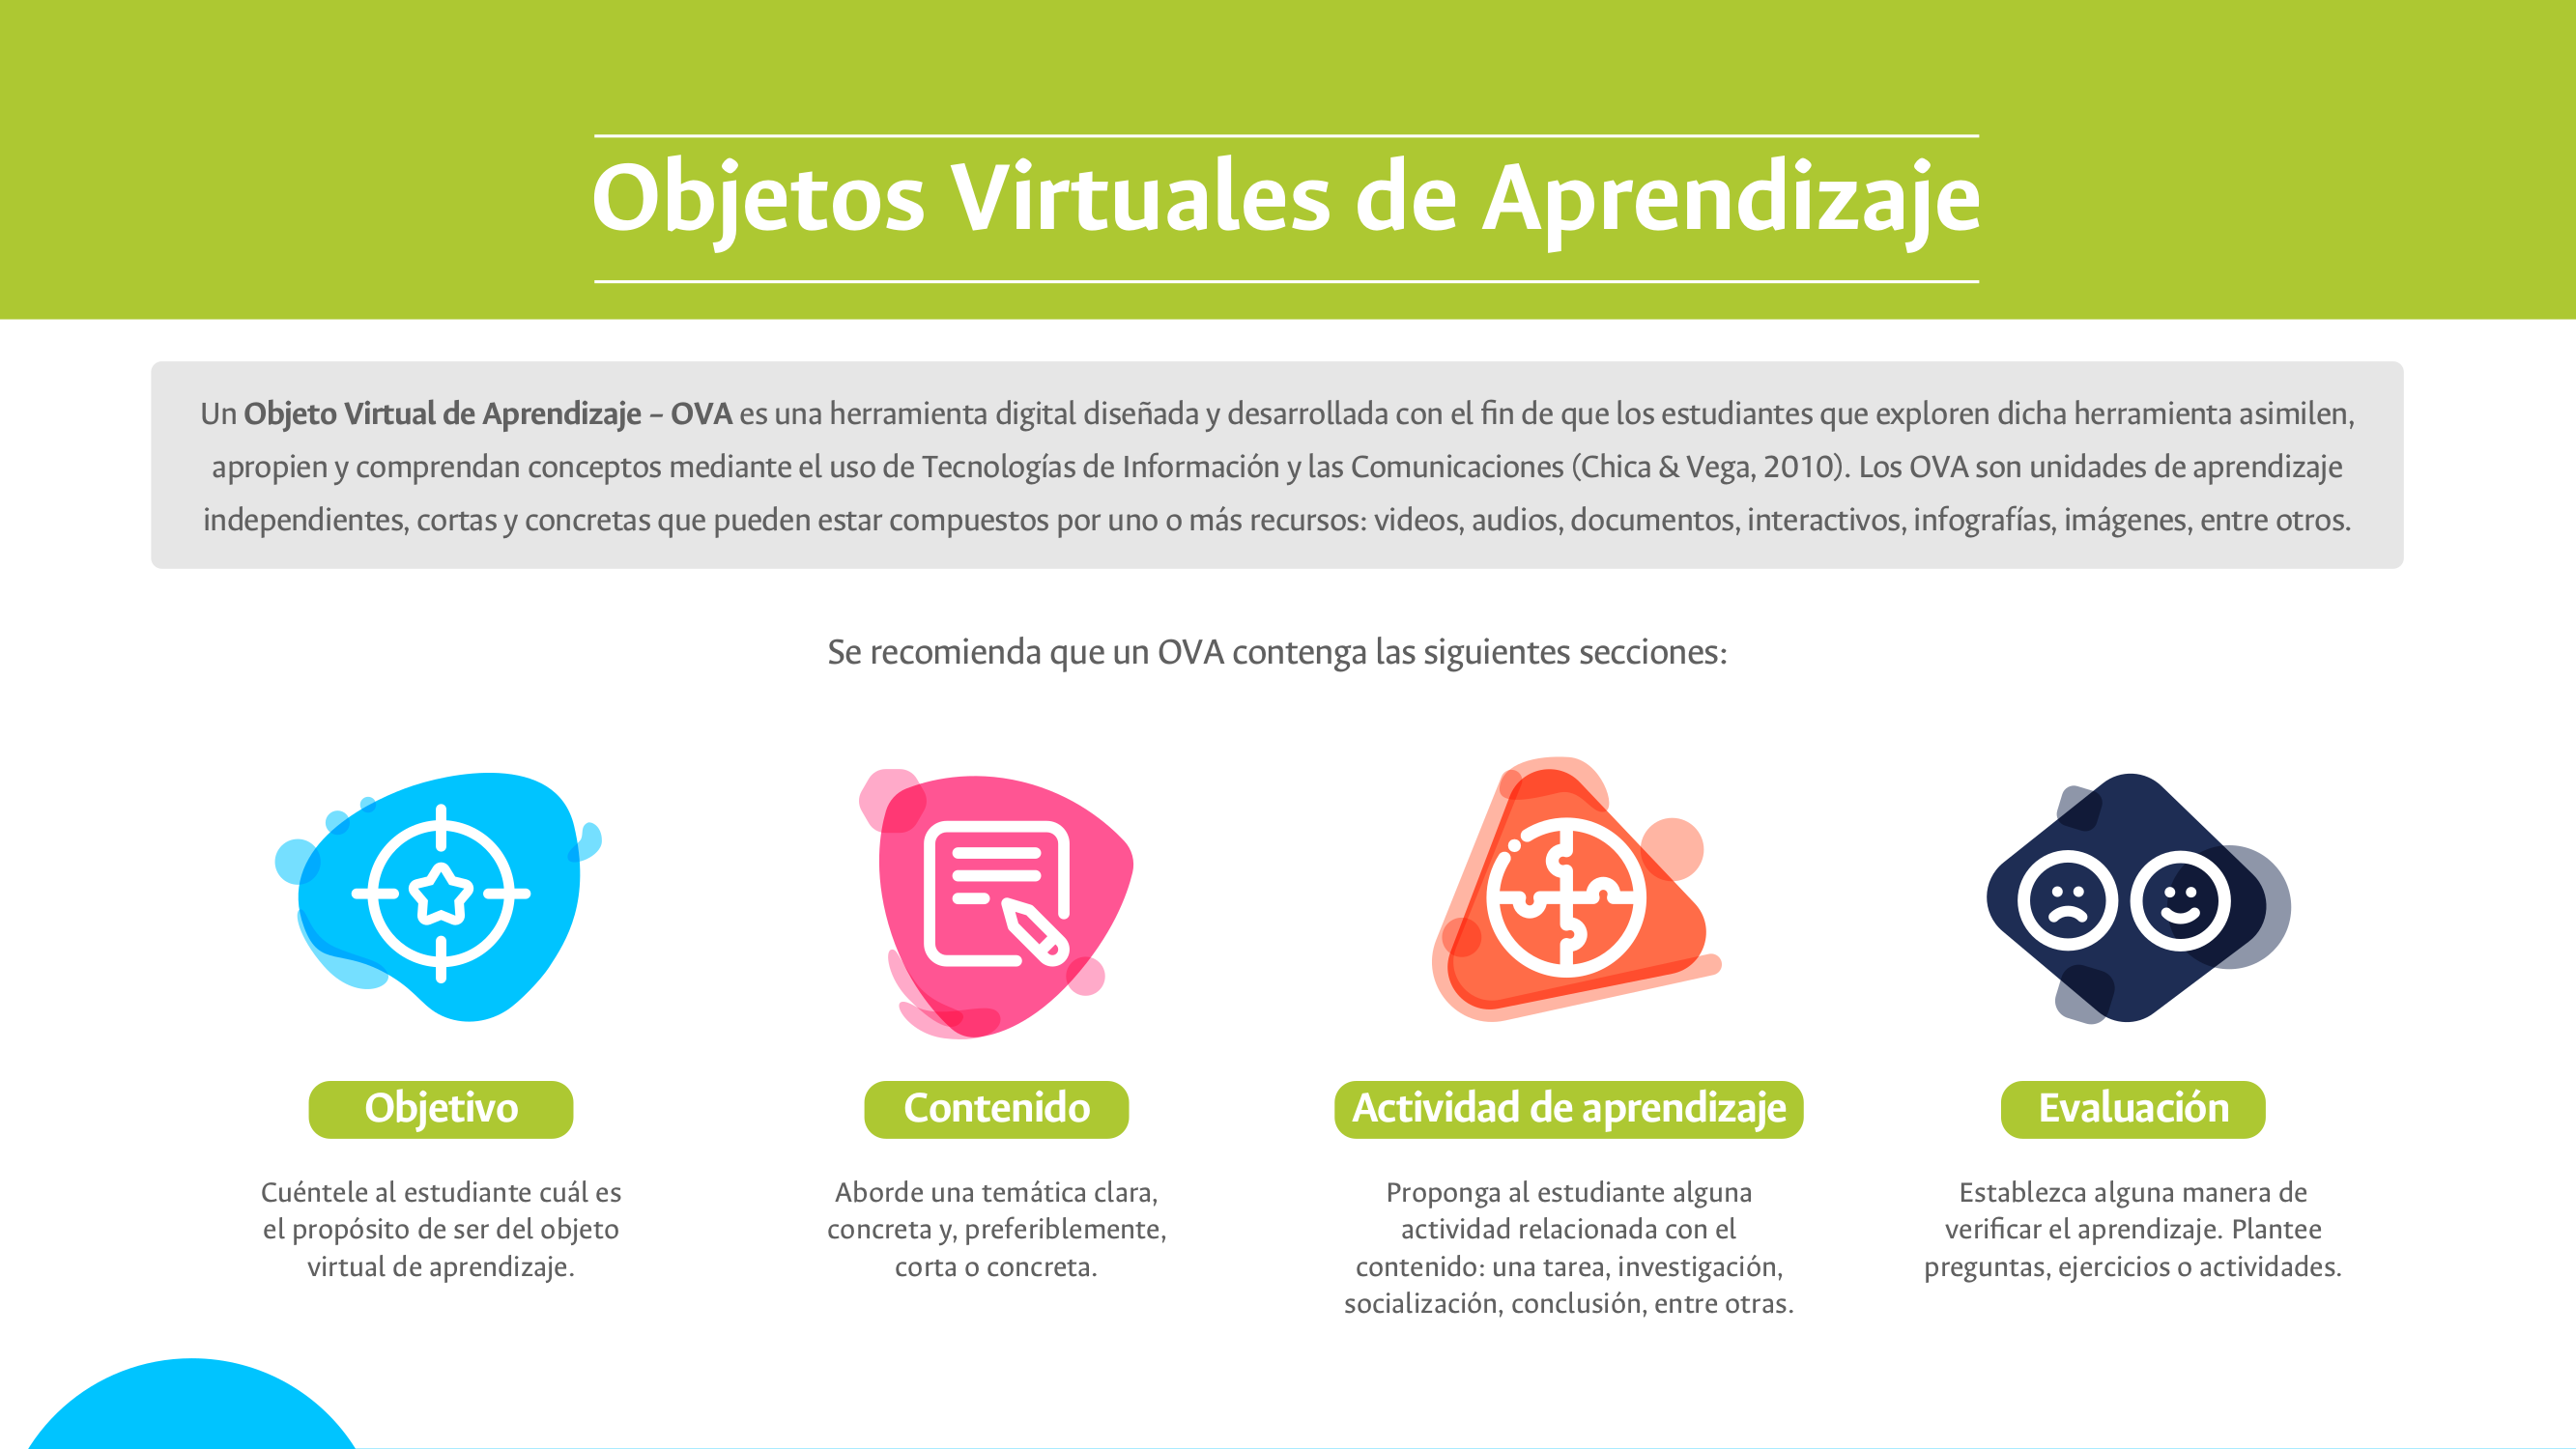 Objetos Virtuales de Aprendizaje
Un Objeto Virtual de Aprendizaje – OVA es una herramienta digital diseñada y desarrollada con el fin de que los estudiantes que exploren dicha herramienta asimilen,
apropien y comprendan conceptos mediante el uso de Tecnologías de Información y las Comunicaciones (Chica & Vega, 2010). Los OVA son unidades de aprendizaje
independientes, cortas y concretas que pueden estar compuestos por uno o más recursos: videos, audios, documentos, interactivos, infografías, imágenes, entre otros.
Se recomienda que un OVA contenga las siguientes secciones:
Objetivo
Cuéntele al estudiante cuál es
el propósito de ser del objeto
virtual de aprendizaje.
Contenido
Aborde una temática clara,
concreta y, preferiblemente,
corta o concreta.
Actividad de aprendizaje
Proponga al estudiante alguna
actividad relacionada con el
contenido: una tarea, investigación,
socialización, conclusión, entre otras.
Evaluación
Establezca alguna manera de
verificar el aprendizaje. Plantee
preguntas, ejercicios o actividades.